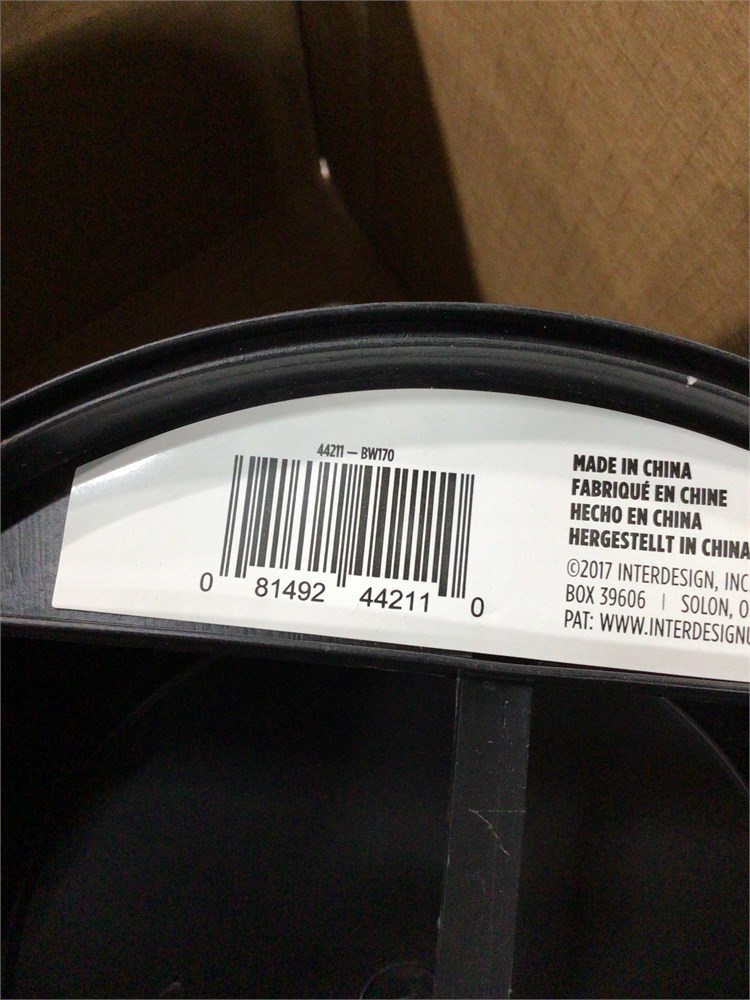 44211 – BW170
0 81492 44211 0
MADE IN CHINA
FABRIQUÉ EN CHINE
HECHO EN CHINA
HERGESTELLT IN CHINA
©2017 INTERDESIGN, INC
BOX 39606 | SOLON, O
PAT: WWW.INTERDESIGN